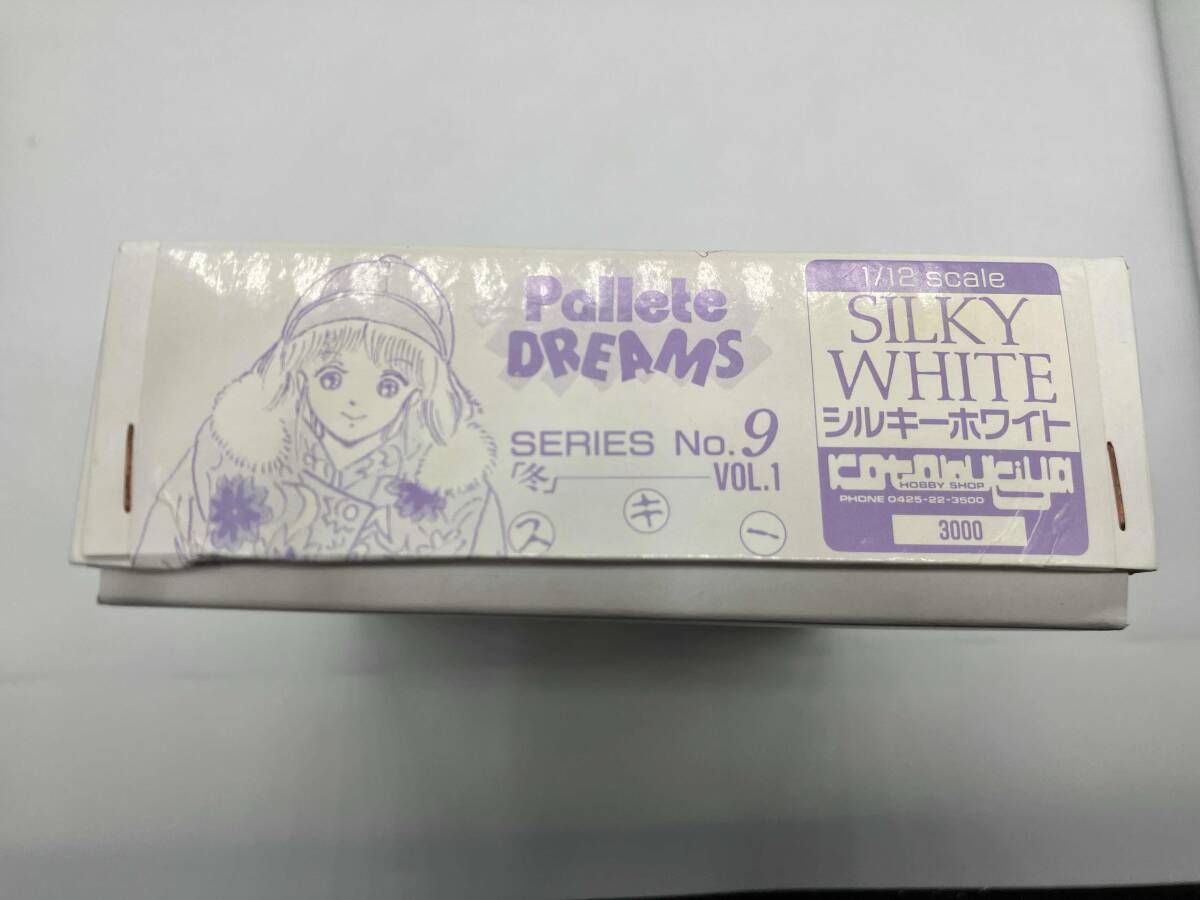 Pallete
DREAMS
SERIES No.9
「冬 VOL.1
スキー
1/12 scale
SILKY
WHITE
シルキーホワイト
Kotobukiya
HOBBY SHOP
PHONE 0425-22-3500
3000